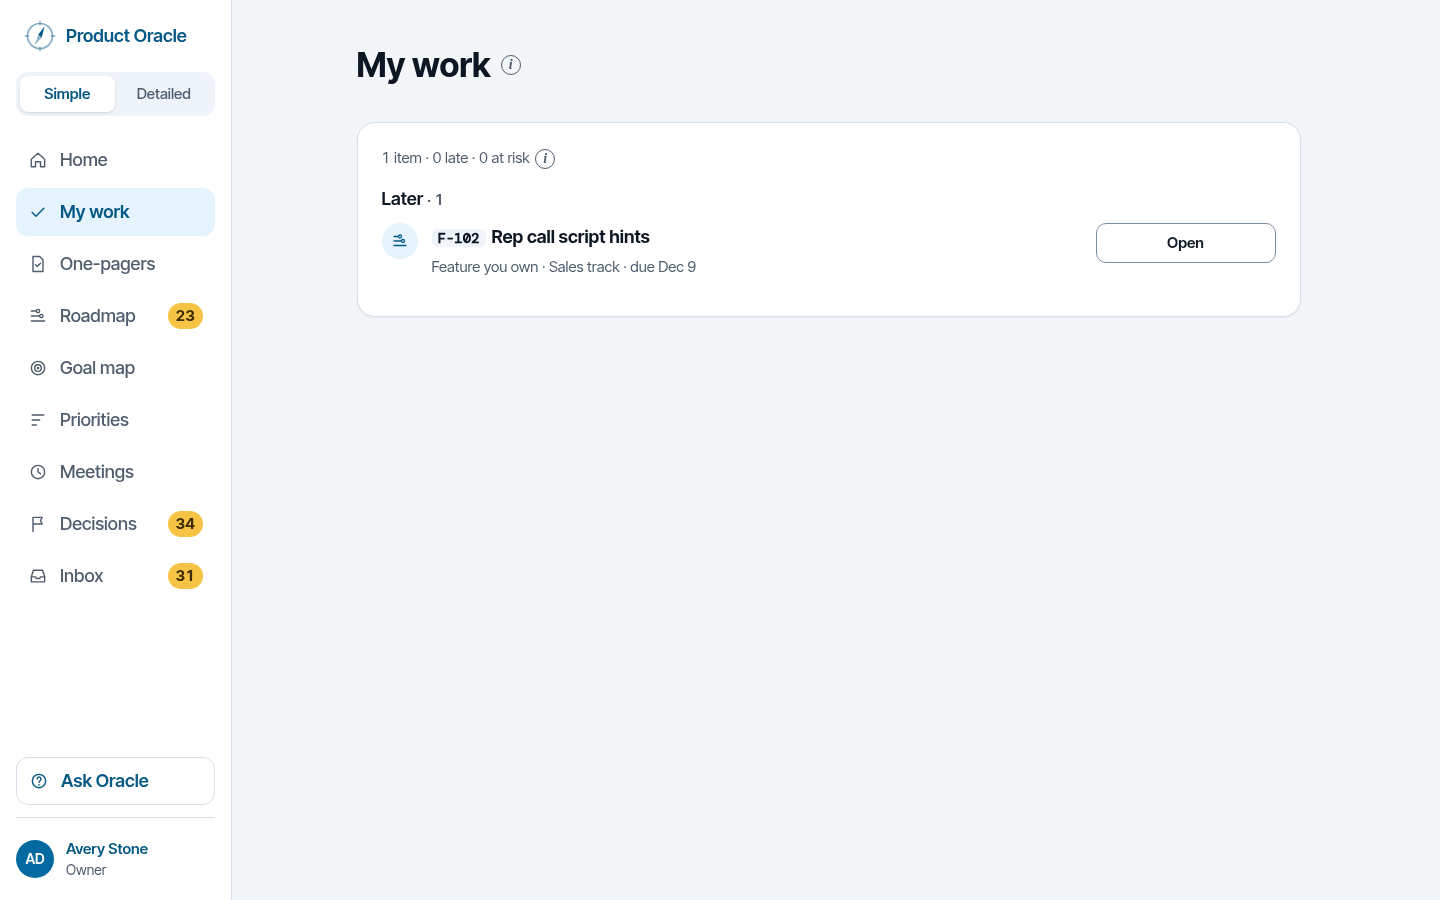 Product Oracle
Simple
Detailed
Home
My work
One-pagers
Roadmap 23
Goal map
Priorities
Meetings
Decisions 34
Inbox 31
Ask Oracle
AD
Avery Stone
Owner
My work i
1 item · 0 late · 0 at risk i
Later · 1
F-102 Rep call script hints
Feature you own · Sales track · due Dec 9
Open